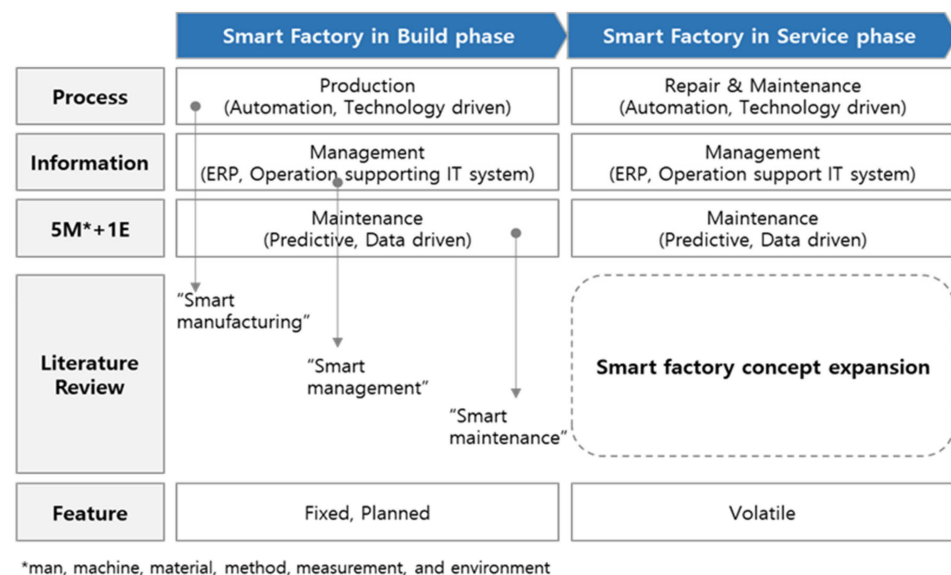 Smart Factory in Build phase
Smart Factory in Service phase
Process
Production
(Automation, Technology driven)
Repair & Maintenance
(Automation, Technology driven)
Information
Management
(ERP, Operation supporting IT system)
Management
(ERP, Operation support IT system)
5M*+1E
Maintenance
(Predictive, Data driven)
Maintenance
(Predictive, Data driven)
Literature
Review
“Smart
manufacturing”
“Smart
management”
“Smart
maintenance”
Smart factory concept expansion
Feature
Fixed, Planned
Volatile
*man, machine, material, method, measurement, and environment